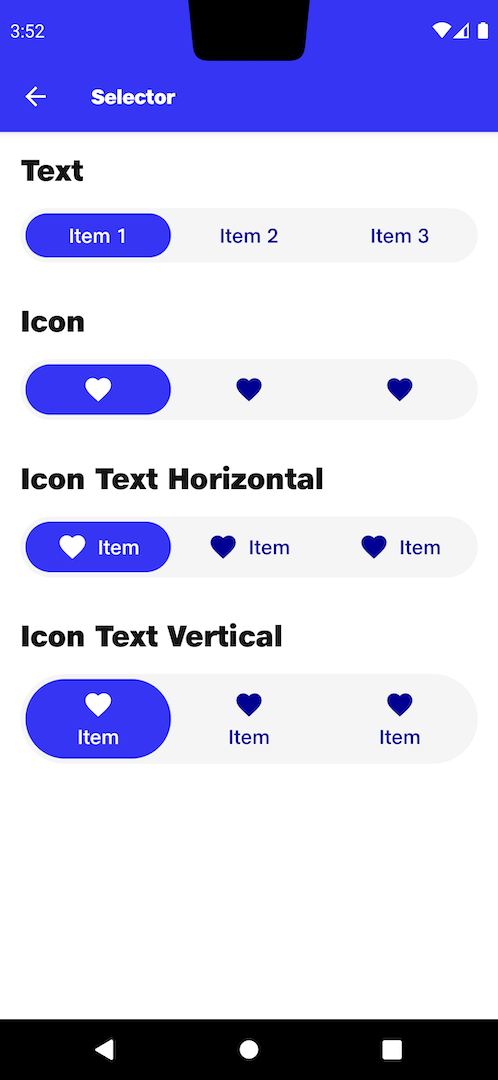 3:52
Selector
Text
Item 1 Item 2 Item 3
Icon
Icon Text Horizontal
Item Item Item
Icon Text Vertical
Item Item Item